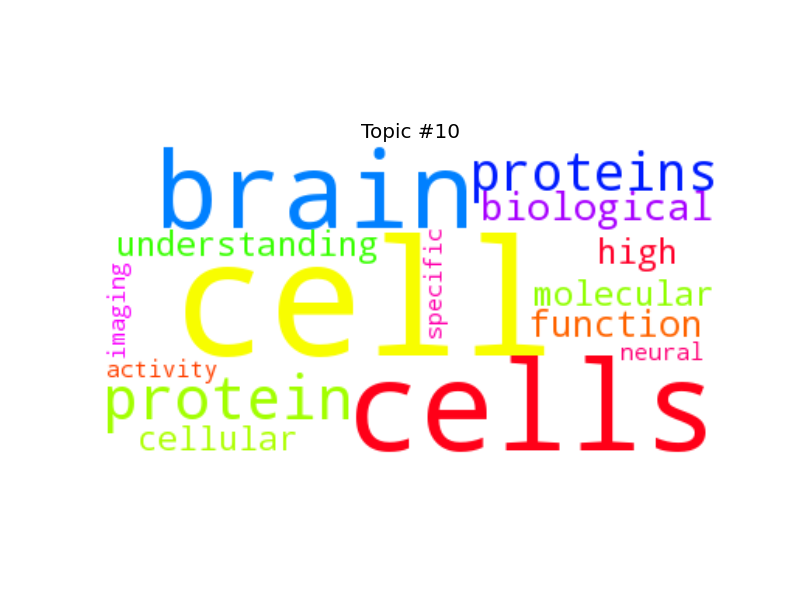 Topic #10
brain
proteins
biological
understanding
specific
high
cell
imaging
molecular
function
neural
activity
protein
cells
cellular